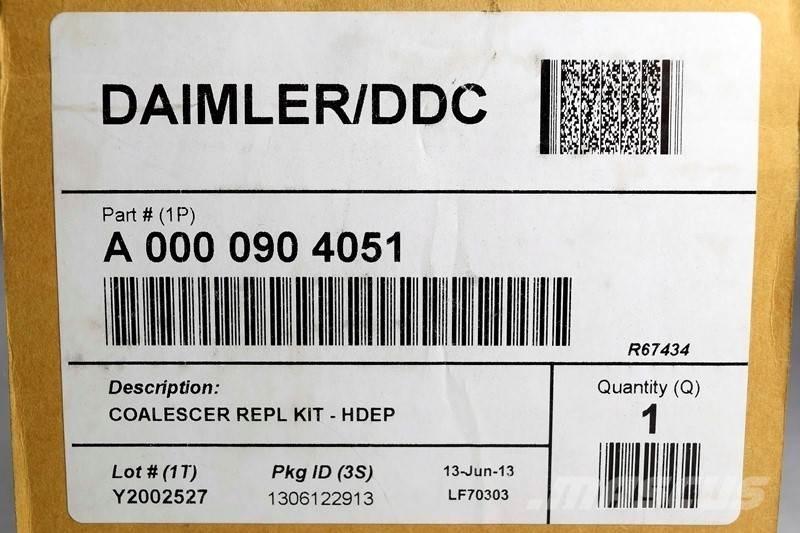 DAIMLER/DDC
Part # (1P)
A 000 090 4051
R67434
Description:
COALESCER REPL KIT - HDEP
Quantity (Q)
1
Lot # (1T)
Y2002527
Pkg ID (3S)
1306122913
13-Jun-13
LF70303
mascus